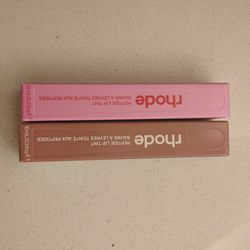 rhode
PEPTIDE LIP TINT
BAUME À LÈVRES TEINTÉ AUX PEPTIDES
rhode
PEPTIDE LIP TINT
BAUME À LÈVRES TEINTÉ AUX PEPTIDES